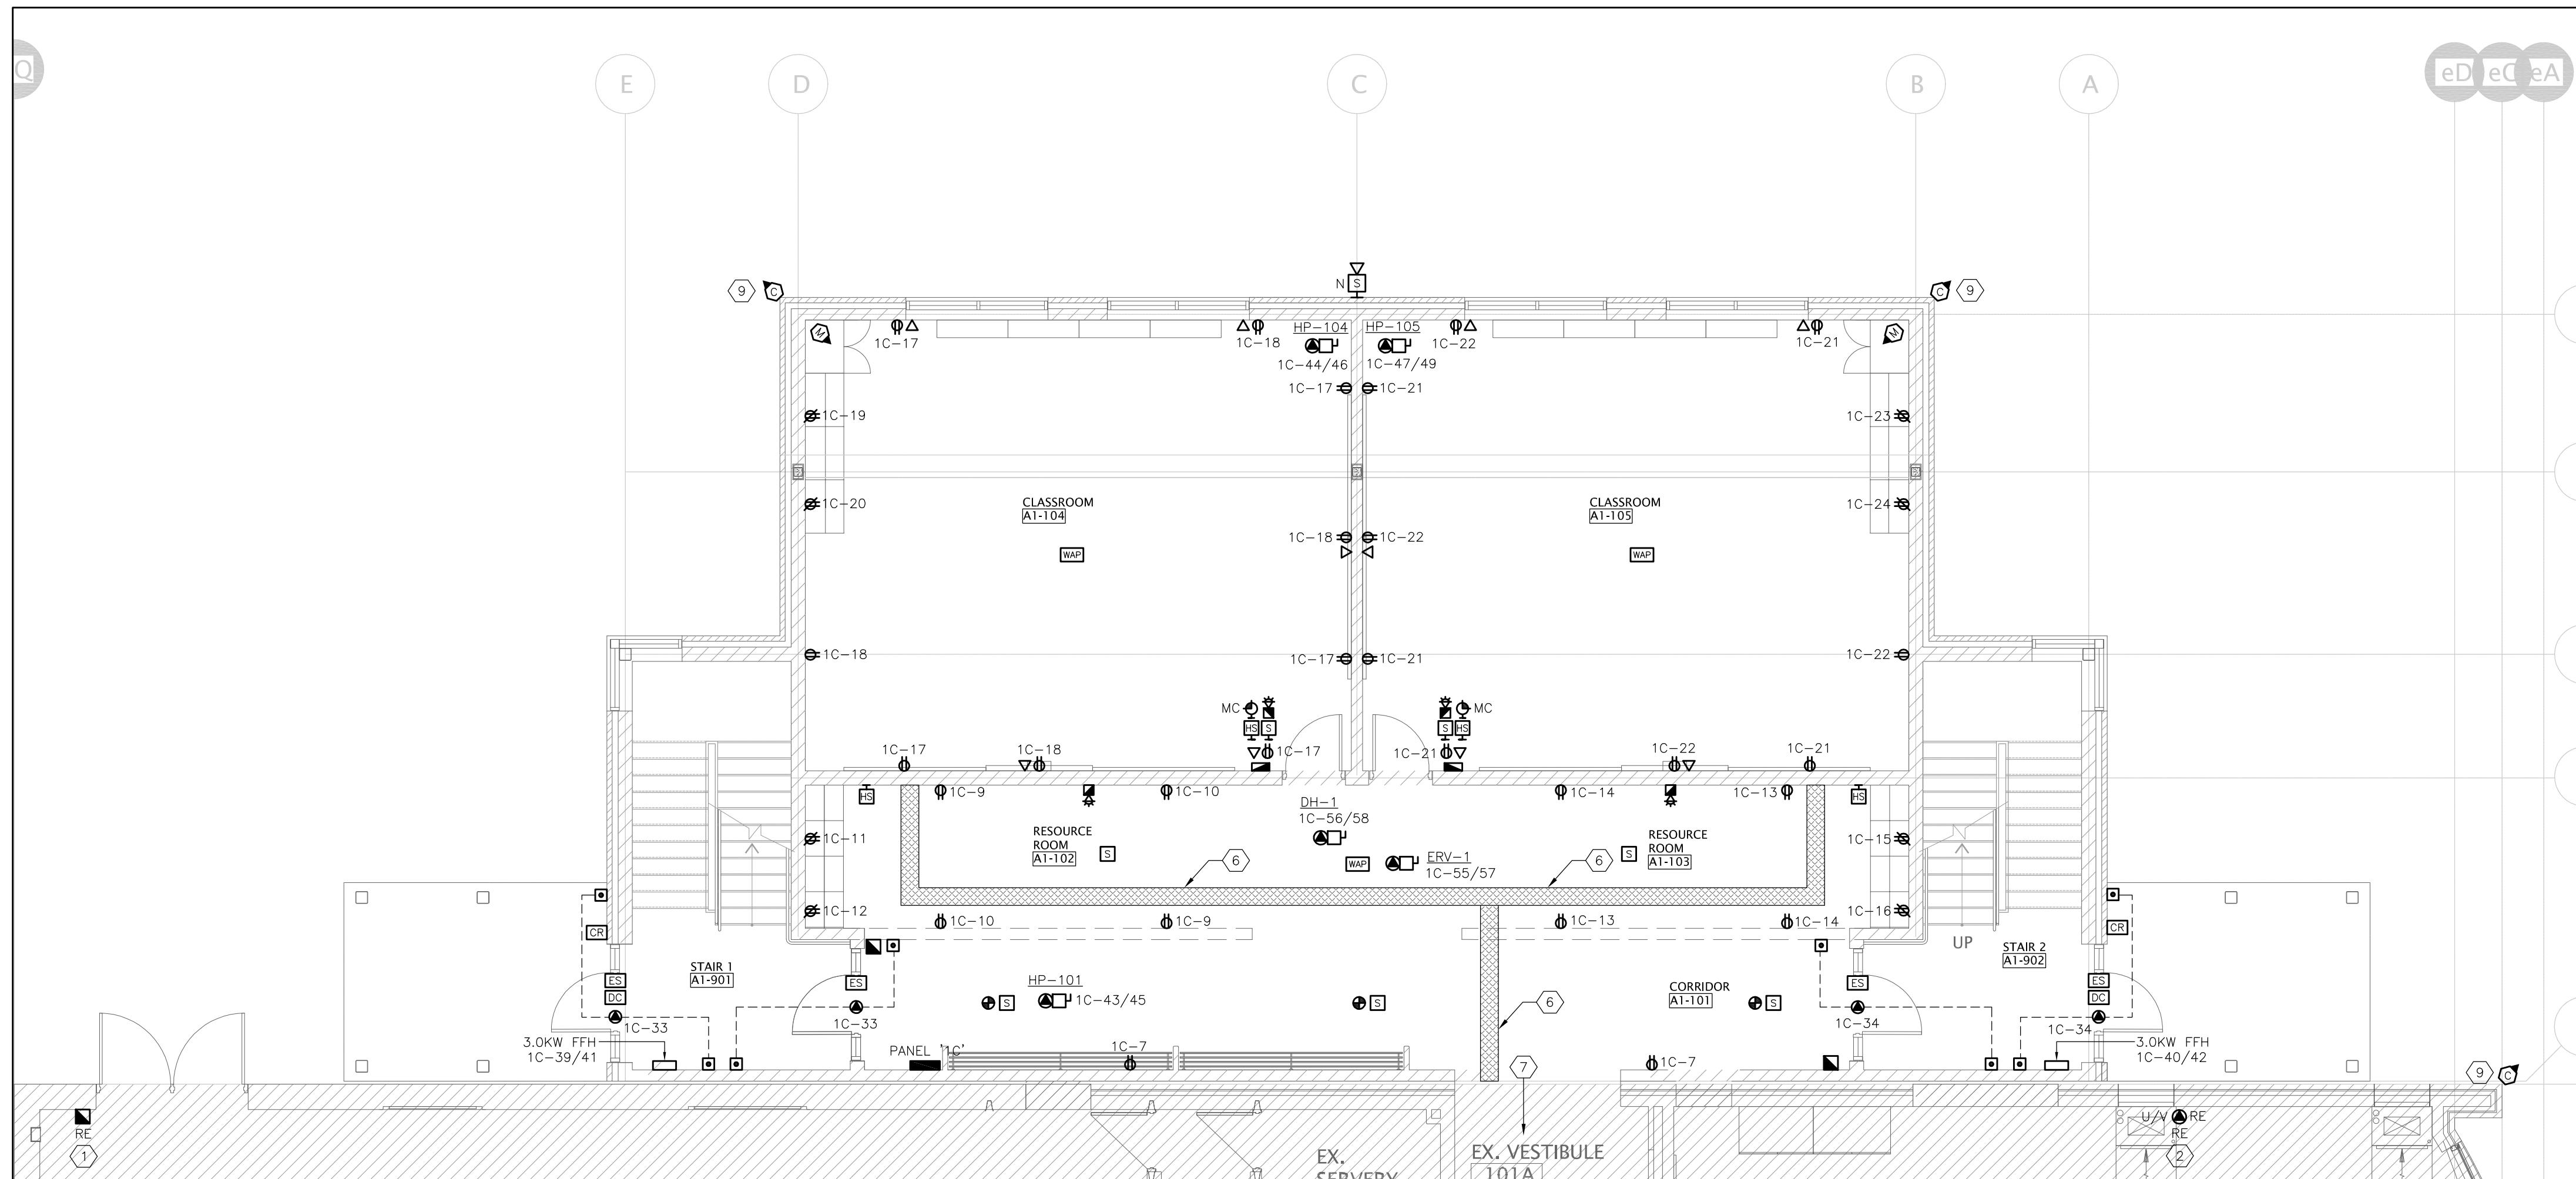 Q
E
D
C
B
A
eD
eC
eA
9
C
N
S
C
9
M
HP-104
HP-105
M
1C-17
1C-18
1C-44/46
1C-47/49
1C-22
1C-21
1C-17
1C-21
1C-19
1C-23
CLASSROOM
A1-104
CLASSROOM
A1-105
1C-20
1C-24
1C-18
1C-22
WAP
WAP
1C-18
1C-17
1C-21
1C-22
MC
MC
HS
S
S
HS
1C-17
1C-18
1C-17
1C-21
1C-22
1C-21
HS
1C-9
1C-10
1C-14
1C-13
HS
DH-1
1C-56/58
RESOURCE
ROOM
A1-102
S
RESOURCE
ROOM
A1-103
S
1C-11
1C-15
6
WAP
ERV-1
1C-55/57
6
1C-12
1C-16
1C-10
1C-9
1C-13
1C-14
CR
CR
UP
STAIR 1
A1-901
STAIR 2
A1-902
ES
DC
ES
HP-101
1C-43/45
S
S
6
CORRIDOR
A1-101
S
ES
ES
DC
1C-33
1C-33
1C-34
1C-34
3.0KW FFH
1C-39/41
3.0KW FFH
1C-40/42
PANEL '1C'
1C-7
1C-7
7
9
C
RE
1
U/V
RE
RE
2
EX.
SERVERY
EX. VESTIBULE
101A